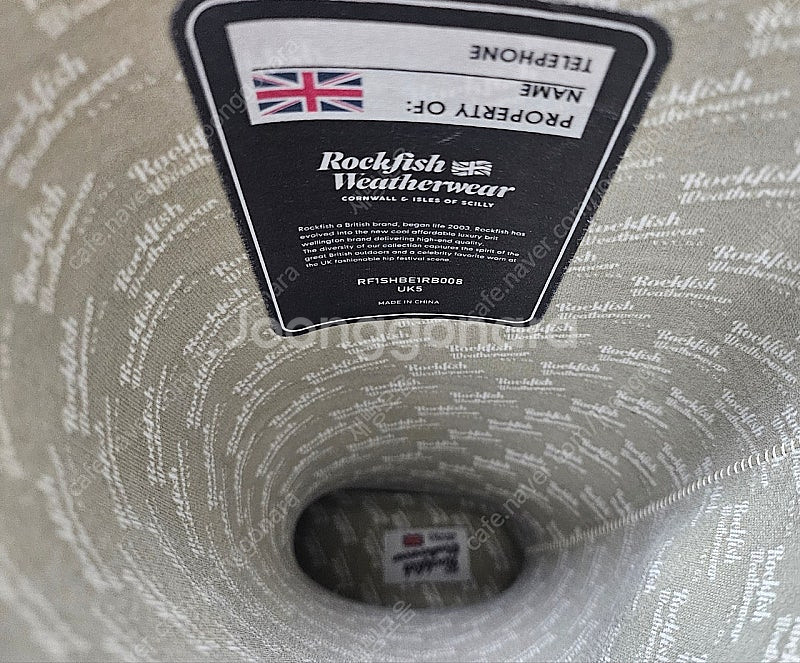 TELEPHONE
NAME
PROPERTY OF:
Rockfish
Weatherwear
CORNWALL & ISLES OF SCILLY
Rockfish a British brand, began life 2003, Rockfish has
evolved into the new cool affordable luxury brit
wellington brand delivering high-end quality.
The diversity of our collection captures the spirit of the
great British outdoors and a celebrity favorite worn at
the UK fashionable hip festival scene.
RF1SHBE1RB008
UK5
MADE IN CHINA
Joonggonara
Rockfish
Weatherwear